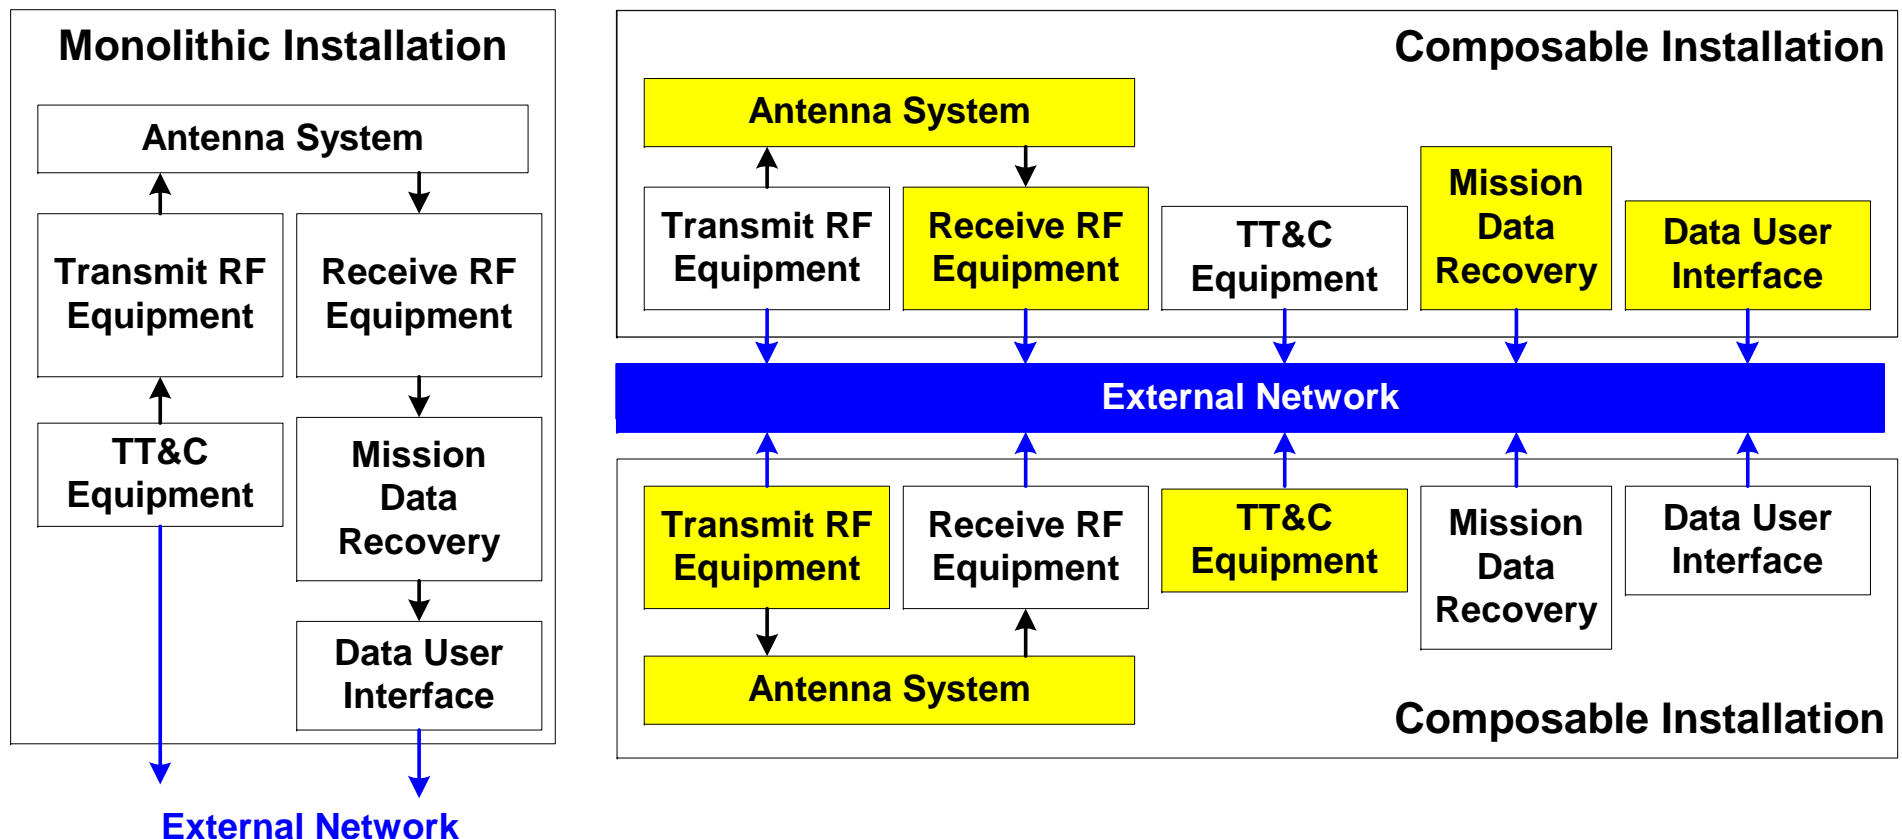 Monolithic Installation
Antenna System
Transmit RF
Equipment
Receive RF
Equipment
TT&C
Equipment
Mission
Data
Recovery
Data User
Interface
External Network
Composable Installation
Antenna System
Transmit RF
Equipment
Receive RF
Equipment
TT&C
Equipment
Mission
Data
Recovery
Data User
Interface
External Network
Transmit RF
Equipment
Receive RF
Equipment
TT&C
Equipment
Mission
Data
Recovery
Data User
Interface
Antenna System
Composable Installation